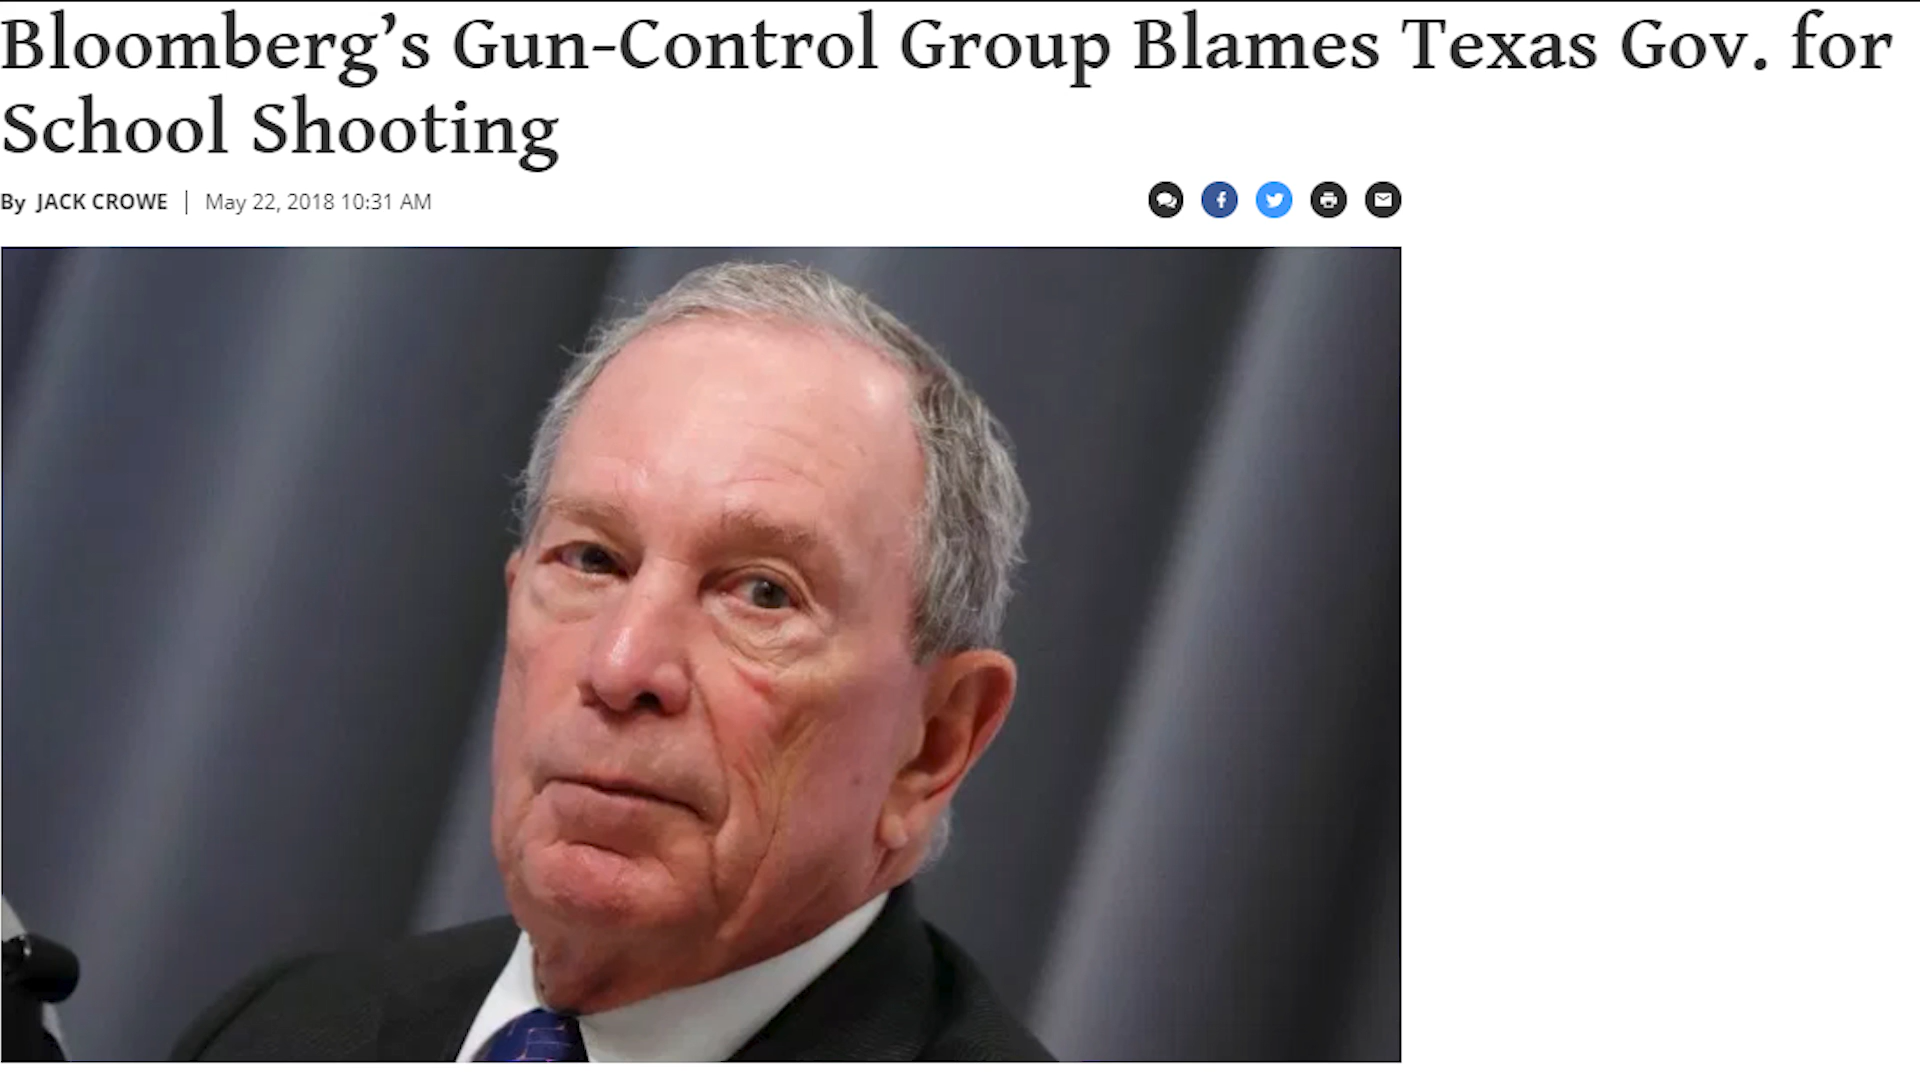 Bloomberg’s Gun-Control Group Blames Texas Gov. for
School Shooting
By JACK CROWE | May 22, 2018 10:31 AM